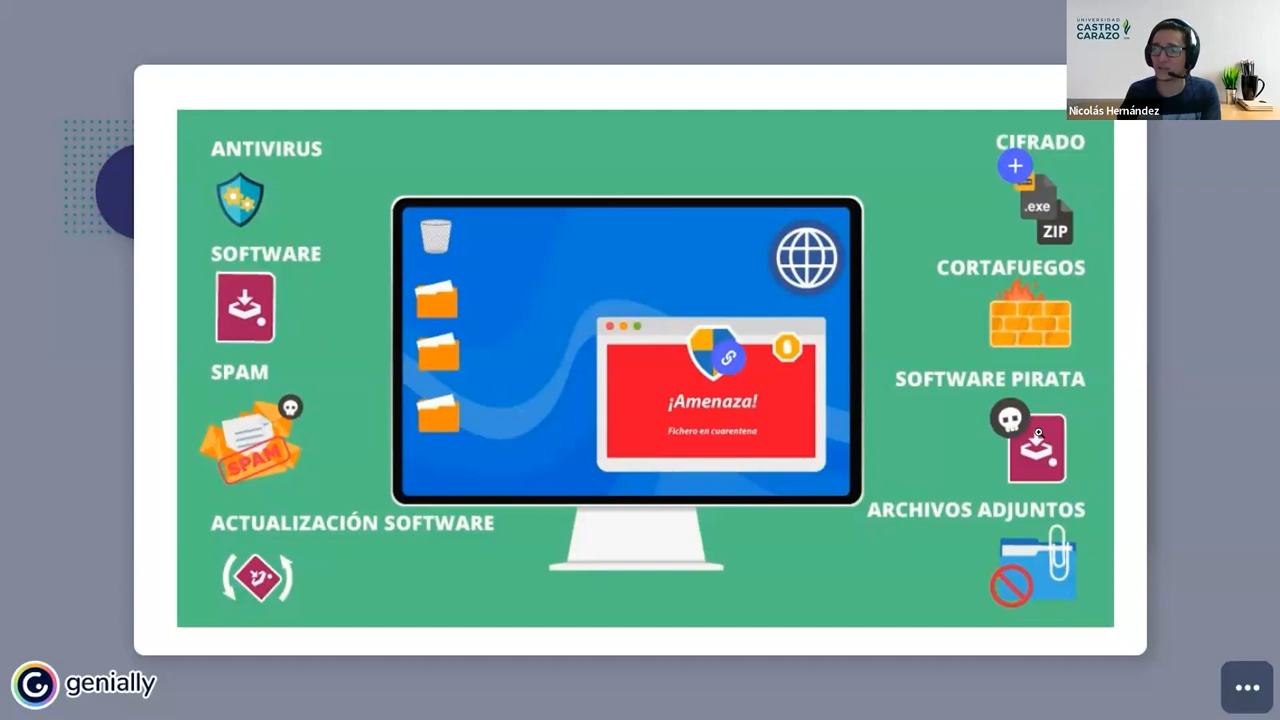 UNIVERSIDAD
CASTRO
CARAZO
Nicolás Hernández
ANTIVIRUS
CIFRADO
.exe
ZIP
SOFTWARE
CORTAFUEGOS
SPAM
SPAM
SOFTWARE PIRATA
¡Amenaza!
Fichero en cuarentena
ACTUALIZACIÓN SOFTWARE
ARCHIVOS ADJUNTOS
genially